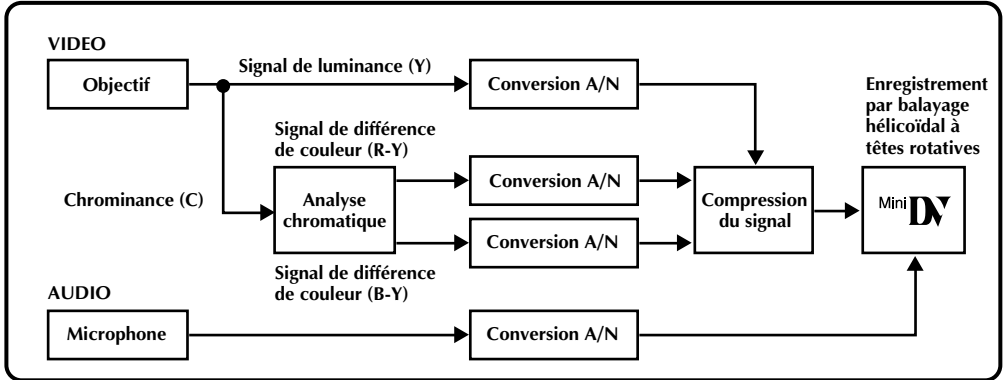 VIDEO
Objectif
Signal de luminance (Y)
Conversion A/N
Enregistrement
par balayage
hélicoïdal à
têtes rotatives
Signal de différence
de couleur (R-Y)
Chrominance (C)
Analyse
chromatique
Conversion A/N
Conversion A/N
Compression
du signal
Mini DV
Signal de différence
de couleur (B-Y)
AUDIO
Microphone
Conversion A/N